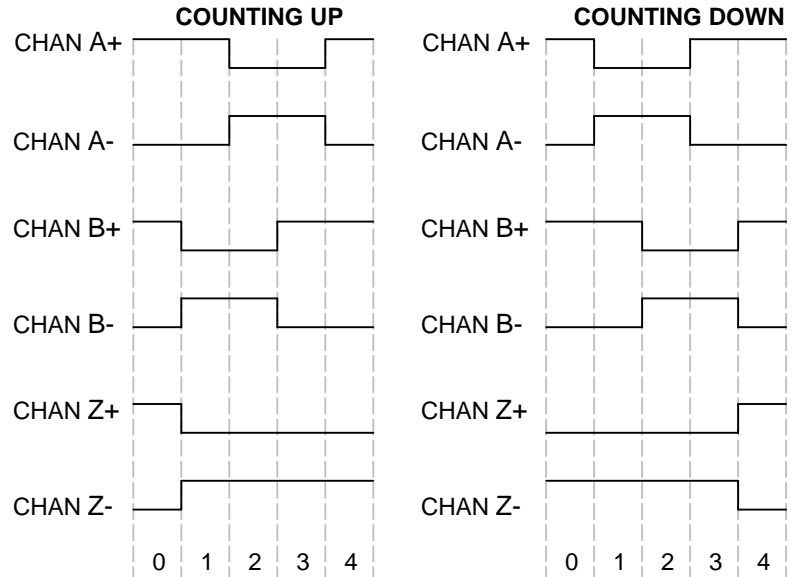 COUNTING UP
CHAN A+
CHAN A-
CHAN B+
CHAN B-
CHAN Z+
CHAN Z-
0 1 2 3 4
COUNTING DOWN
CHAN A+
CHAN A-
CHAN B+
CHAN B-
CHAN Z+
CHAN Z-
0 1 2 3 4